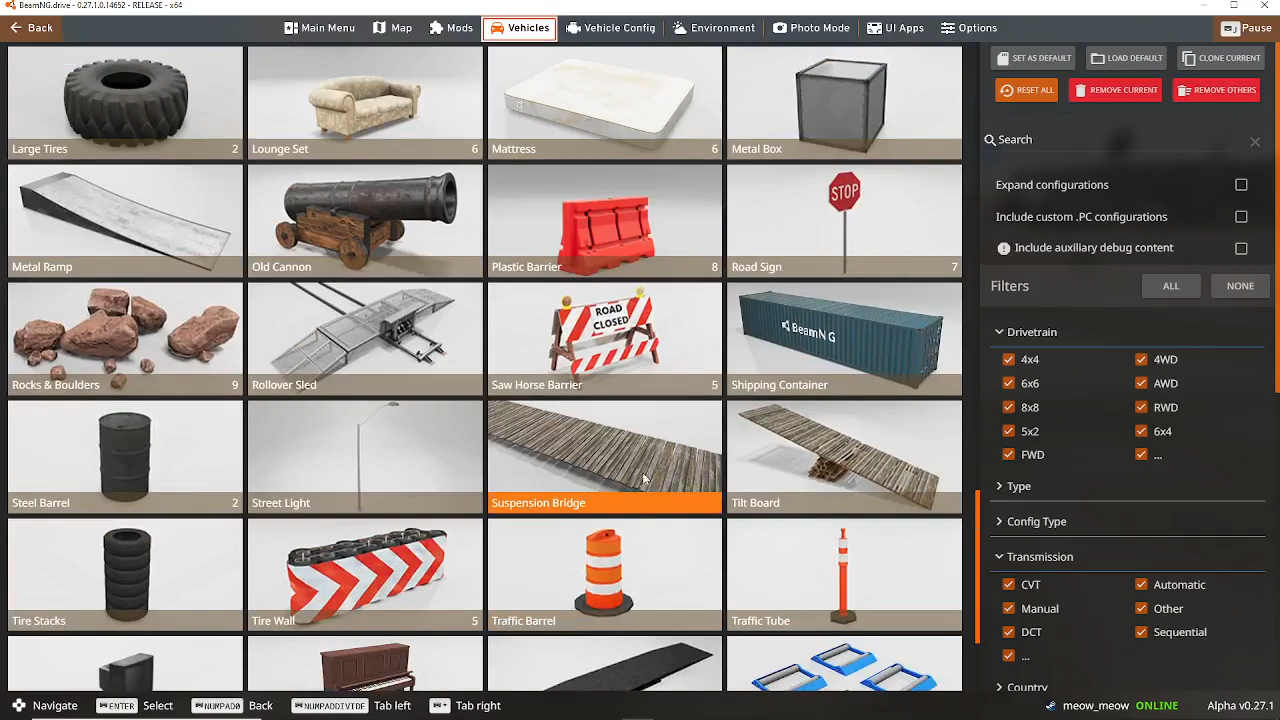 BeamNG.drive - 0.27.1.0.14652 - RELEASE - x64
Back
Main Menu
Map
Mods
Vehicles
Vehicle Config
Environment
Photo Mode
UI Apps
Options
Pause
Large Tires 2
Lounge Set 6
Mattress 6
Metal Box
Metal Ramp
Old Cannon
Plastic Barrier 8
STOP
Road Sign 7
Rocks & Boulders 9
Rollover Sled
ROAD
CLOSED
Saw Horse Barrier 5
BeamNG
Shipping Container
Steel Barrel 2
Street Light
Suspension Bridge
Tilt Board
Tire Stacks
Tire Wall 5
Traffic Barrel
Traffic Tube
SET AS DEFAULT
LOAD DEFAULT
CLONE CURRENT
RESET ALL
REMOVE CURRENT
REMOVE OTHERS
Search
Expand configurations
Include custom .PC configurations
Include auxiliary debug content
Filters
ALL
NONE
Drivetrain
4x4
4WD
6x6
AWD
8x8
RWD
5x2
6x4
FWD
...
Type
Config Type
Transmission
CVT
Automatic
Manual
Other
DCT
Sequential
...
Country
Navigate
ENTER Select
NUMPAD0 Back
NUMPADDIVIDE Tab left
Tab right
meow_meow ONLINE
Alpha v0.27.1